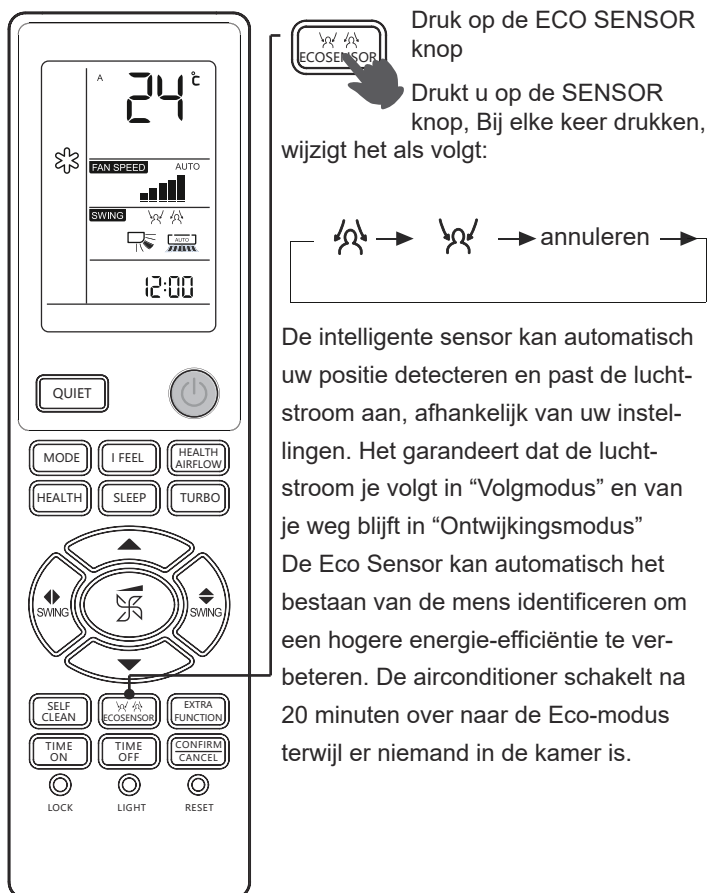 A
24 °c
FAN SPEED AUTO
SWING
AUTO
12:00
QUIET
MODE
I FEEL
HEALTH
AIRFLOW
HEALTH
SLEEP
TURBO
SWING
SWING
SELF
CLEAN
ECOSENSOR
EXTRA
FUNCTION
TIME
ON
TIME
OFF
CONFIRM
CANCEL
LOCK
LIGHT
RESET
ECOSENSOR
Druk op de ECO SENSOR
knop
Drukt u op de SENSOR
knop, Bij elke keer drukken,
wijzigt het als volgt:
annuleren
De intelligente sensor kan automatisch
uw positie detecteren en past de lucht-
stroom aan, afhankelijk van uw instel-
lingen. Het garandeert dat de lucht-
stroom je volgt in “Volgmodus” en van
je weg blijft in “Ontwijkingsmodus”
De Eco Sensor kan automatisch het
bestaan van de mens identificeren om
een hogere energie-efficiëntie te ver-
beteren. De airconditioner schakelt na
20 minuten over naar de Eco-modus
terwijl er niemand in de kamer is.